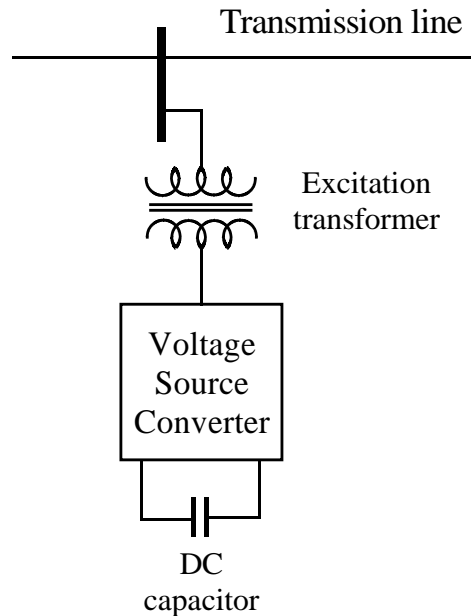 Transmission line
Excitation
transformer
Voltage
Source
Converter
DC
capacitor